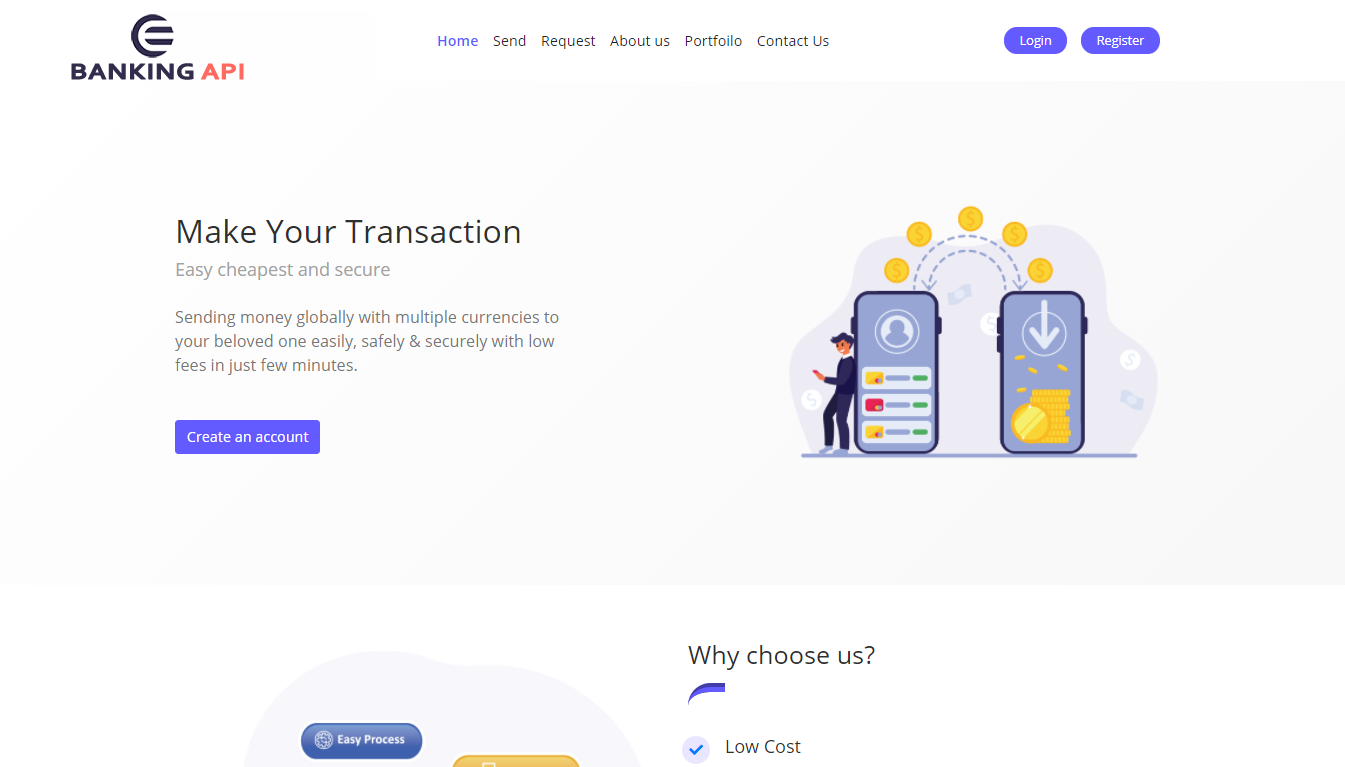 BANKING API
Home Send Request About us Portfoilo Contact Us
Login Register
Make Your Transaction
Easy cheapest and secure
Sending money globally with multiple currencies to
your beloved one easily, safely & securely with low
fees in just few minutes.
Create an account
Why choose us?
Easy Process
Low Cost